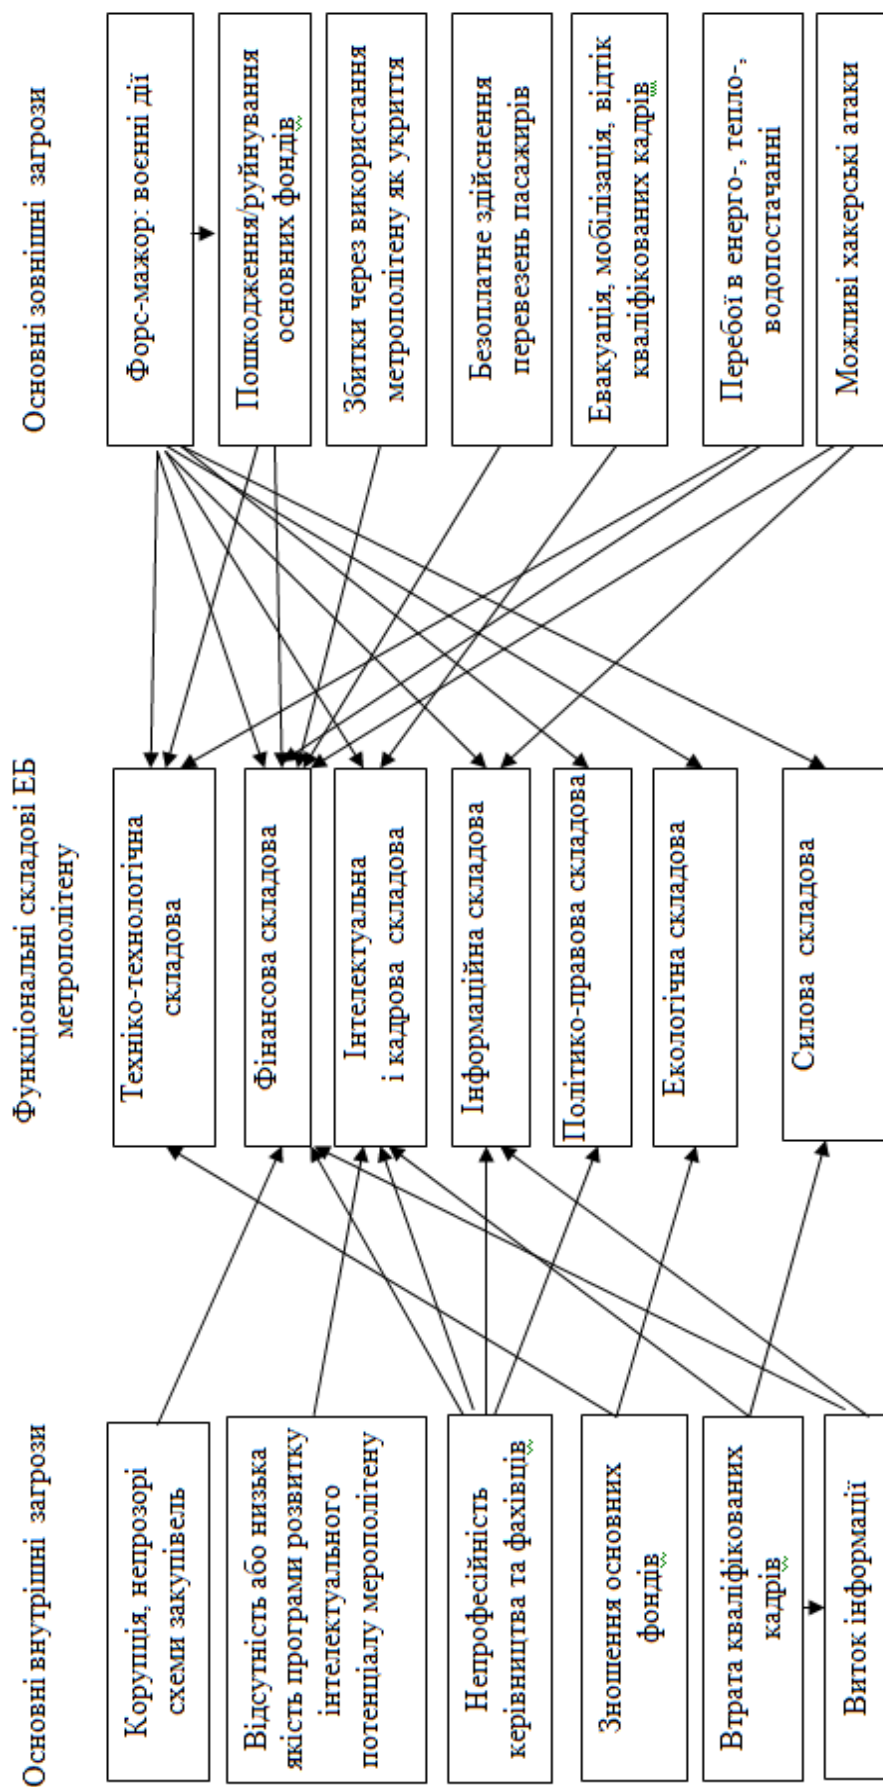 Основні внутрішні загрози
Корупція, непрозорі
схеми закупівель
Відсутність або низька
якість програми розвитку
інтелектуального
потенціалу мерополітену
Непрофесійність
керівництва та фахівців
Зношення основних
фондів
Втрата кваліфікованих
кадрів
Виток інформації
Функціональні складові ЕБ
метрополітену
Техніко-технологічна
складова
Фінансова складова
Інтелектуальна
і кадрова складова
Інформаційна складова
Політико-правова складова
Екологічна складова
Силова складова
Основні зовнішні загрози
Форс-мажор: воєнні дії
Пошкодження/руйнування
основних фондів
Збитки через використання
метрополітену як укриття
Безоплатне здійснення
перевезень пасажирів
Евакуація, мобілізація, відтік
кваліфікованих кадрів
Перебої в енерго-, тепло-,
водопостачанні
Можливі хакерські атаки